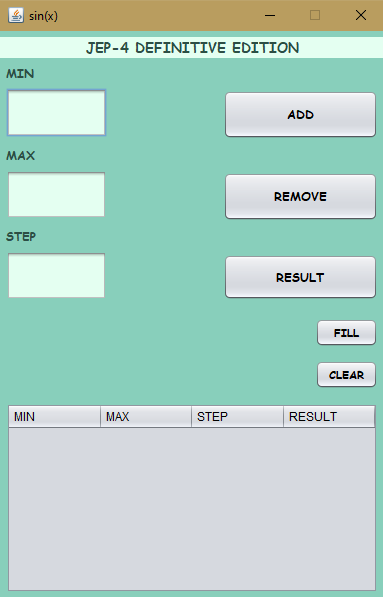 sin(x)
JEP-4 DEFINITIVE EDITION
MIN
ADD
MAX
REMOVE
STEP
RESULT
FILL
CLEAR
MIN MAX STEP RESULT